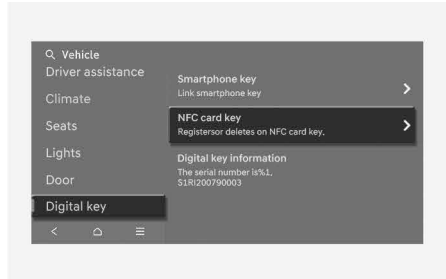 Vehicle
Driver assistance
Climate
Seats
Lights
Door
Digital key
Smartphone key
Link smartphone key
NFC card key
Registersor deletes on NFC card key.
Digital key information
The serial number is%1,
S1RI200790003